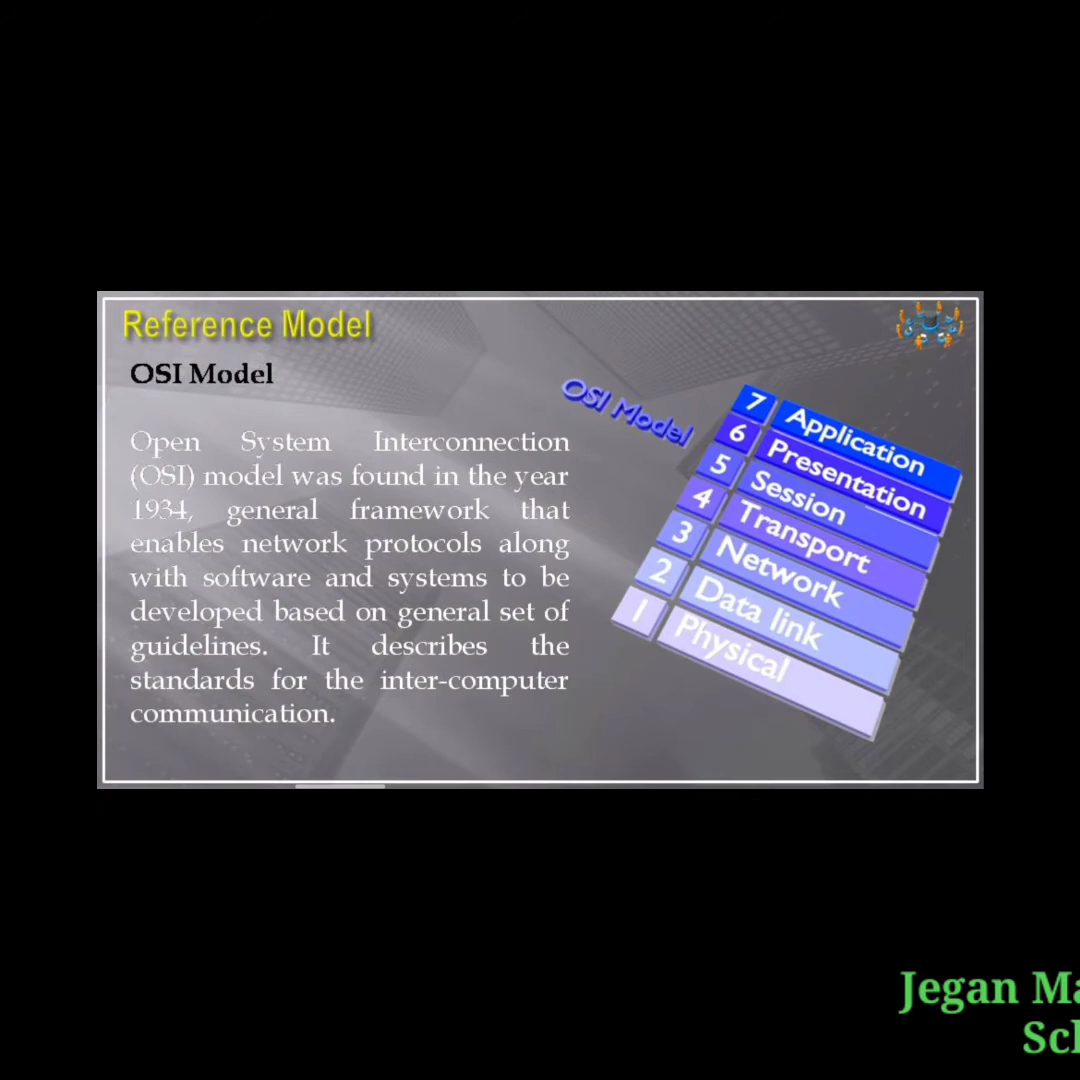 Reference Model
OSI Model
Open System Interconnection
(OSI) model was found in the year
1934, general framework that
enables network protocols along
with software and systems to be
developed based on general set of
guidelines. It describes the
standards for the inter-computer
communication.
OSI Model
7 Application
6 Presentation
5 Session
4 Transport
3 Network
2 Data link
1 Physical
Jegan